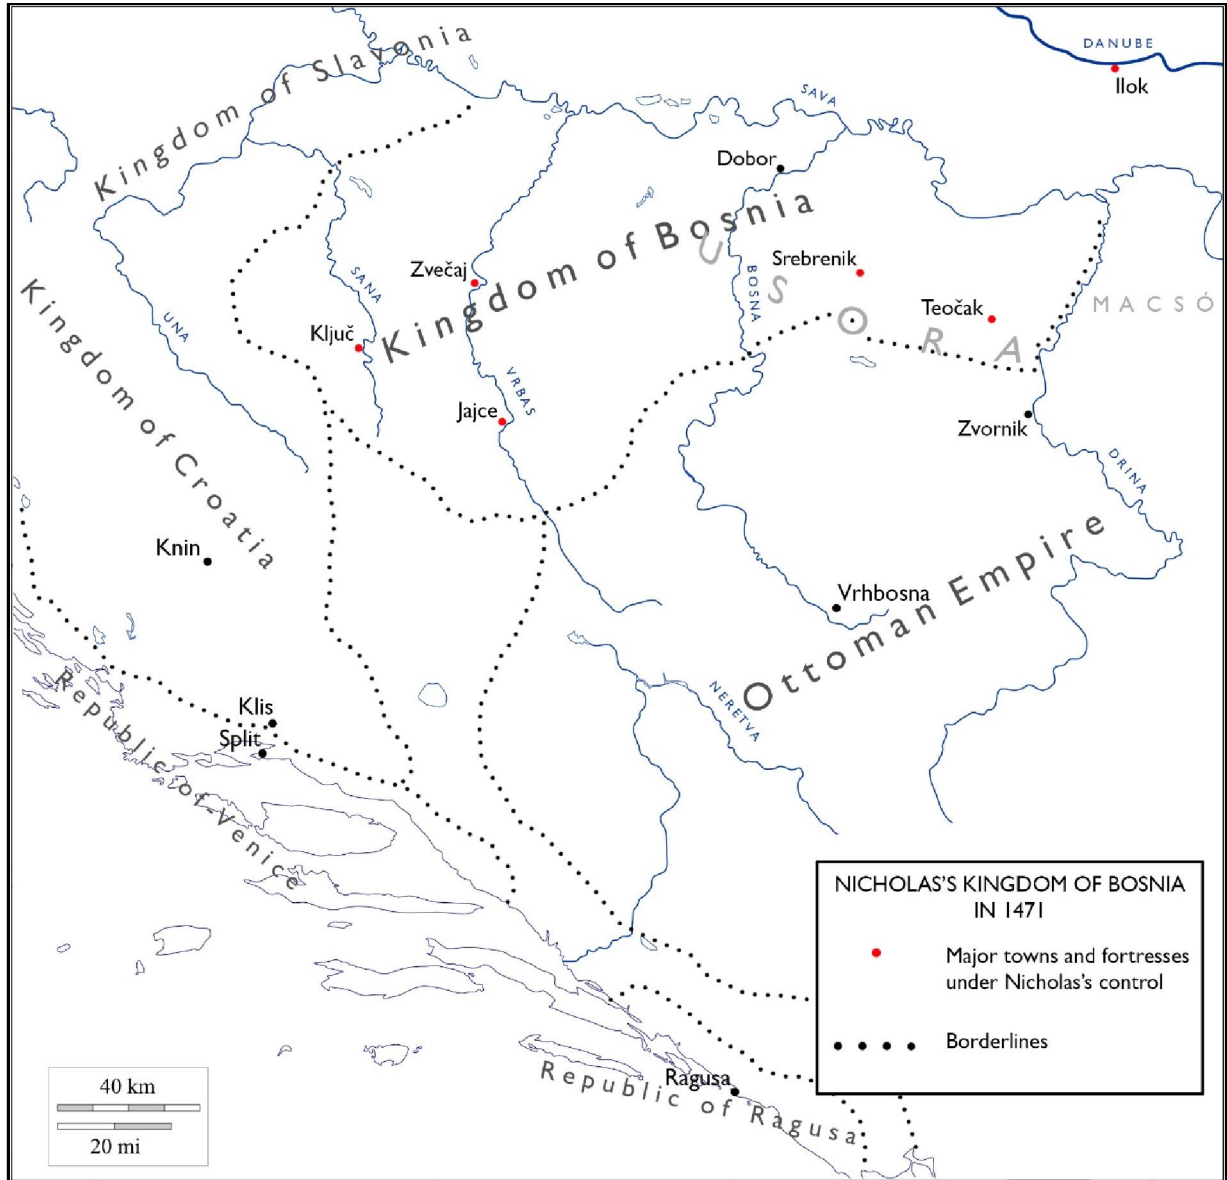 Kingdom of Slavonia
DANUBE
Ilok
SAVA
Dobor
Kingdom of Bosnia
USORA
Srebrenik
Zvečaj
SANA
BOSNA
Teočak
MACSÓ
Kingdom of Croatia
UNA
Ključ
VRBAS
Jajce
Zvornik
DRINA
Knin
Ottoman Empire
Vrhbosna
Republic of Venice
Klis
Split
NERETVA
NICHOLAS'S KINGDOM OF BOSNIA
IN 1471
Major towns and fortresses
under Nicholas's control
Borderlines
Ragusa
Republic of Ragusa
40 km
20 mi